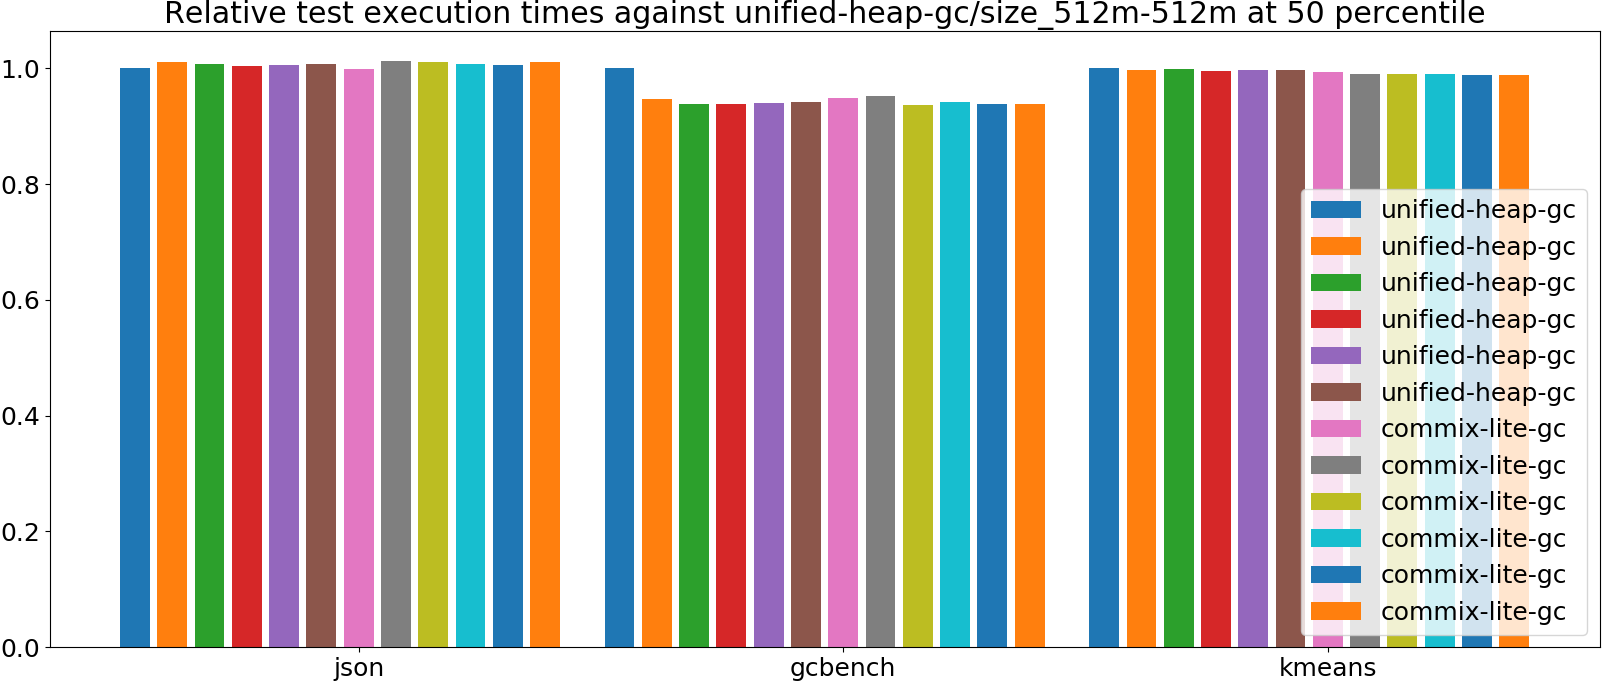 Relative test execution times against unified-heap-gc/size_512m-512m at 50 percentile
1.0
0.8
0.6
0.4
0.2
0.0
json
gcbench
kmeans
unified-heap-gc
unified-heap-gc
unified-heap-gc
unified-heap-gc
unified-heap-gc
unified-heap-gc
commix-lite-gc
commix-lite-gc
commix-lite-gc
commix-lite-gc
commix-lite-gc
commix-lite-gc